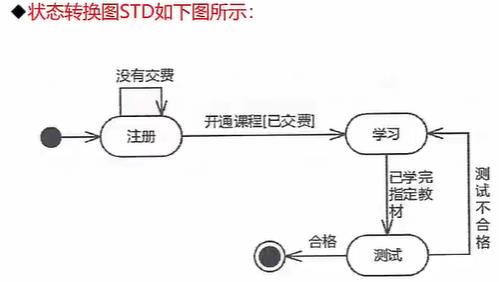 ◆状态转换图STD如下图所示:
没有交费
注册
开通课程[已交费]
学习
已学完
指定教
材
测
试
不
合
格
合格
测试